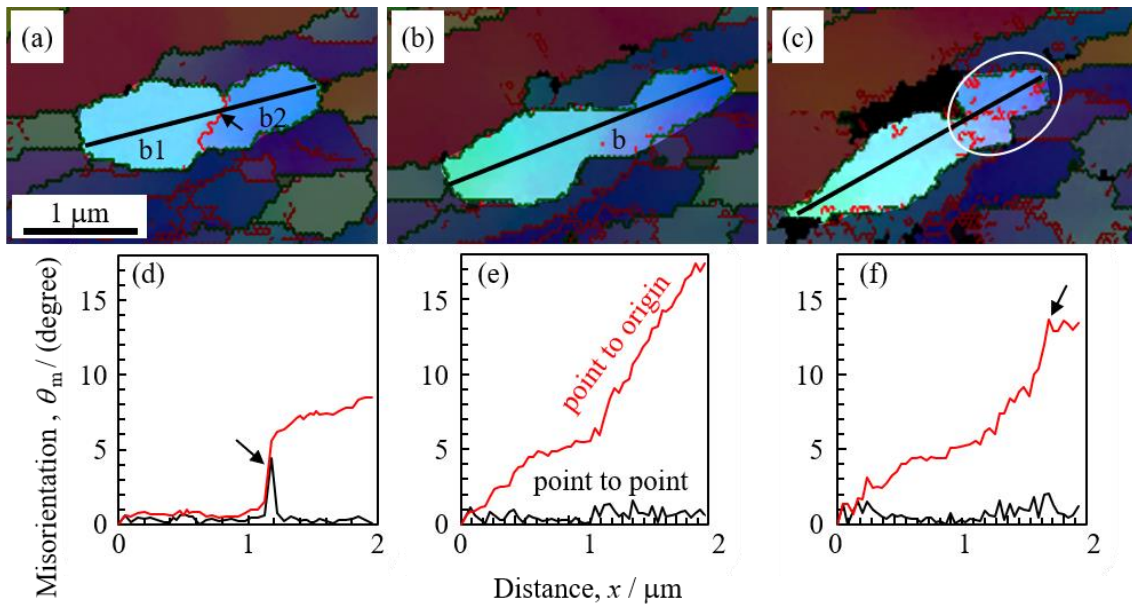 (a)
(b)
(c)
b1
b2
b
1 μm
(d)
(e)
(f)
15
10
5
0
15
10
5
0
15
10
5
0
point to origin
point to point
0 1 2
0 1 2
0 1 2
Misorientation , θm / (degree)
Distance, x / μm